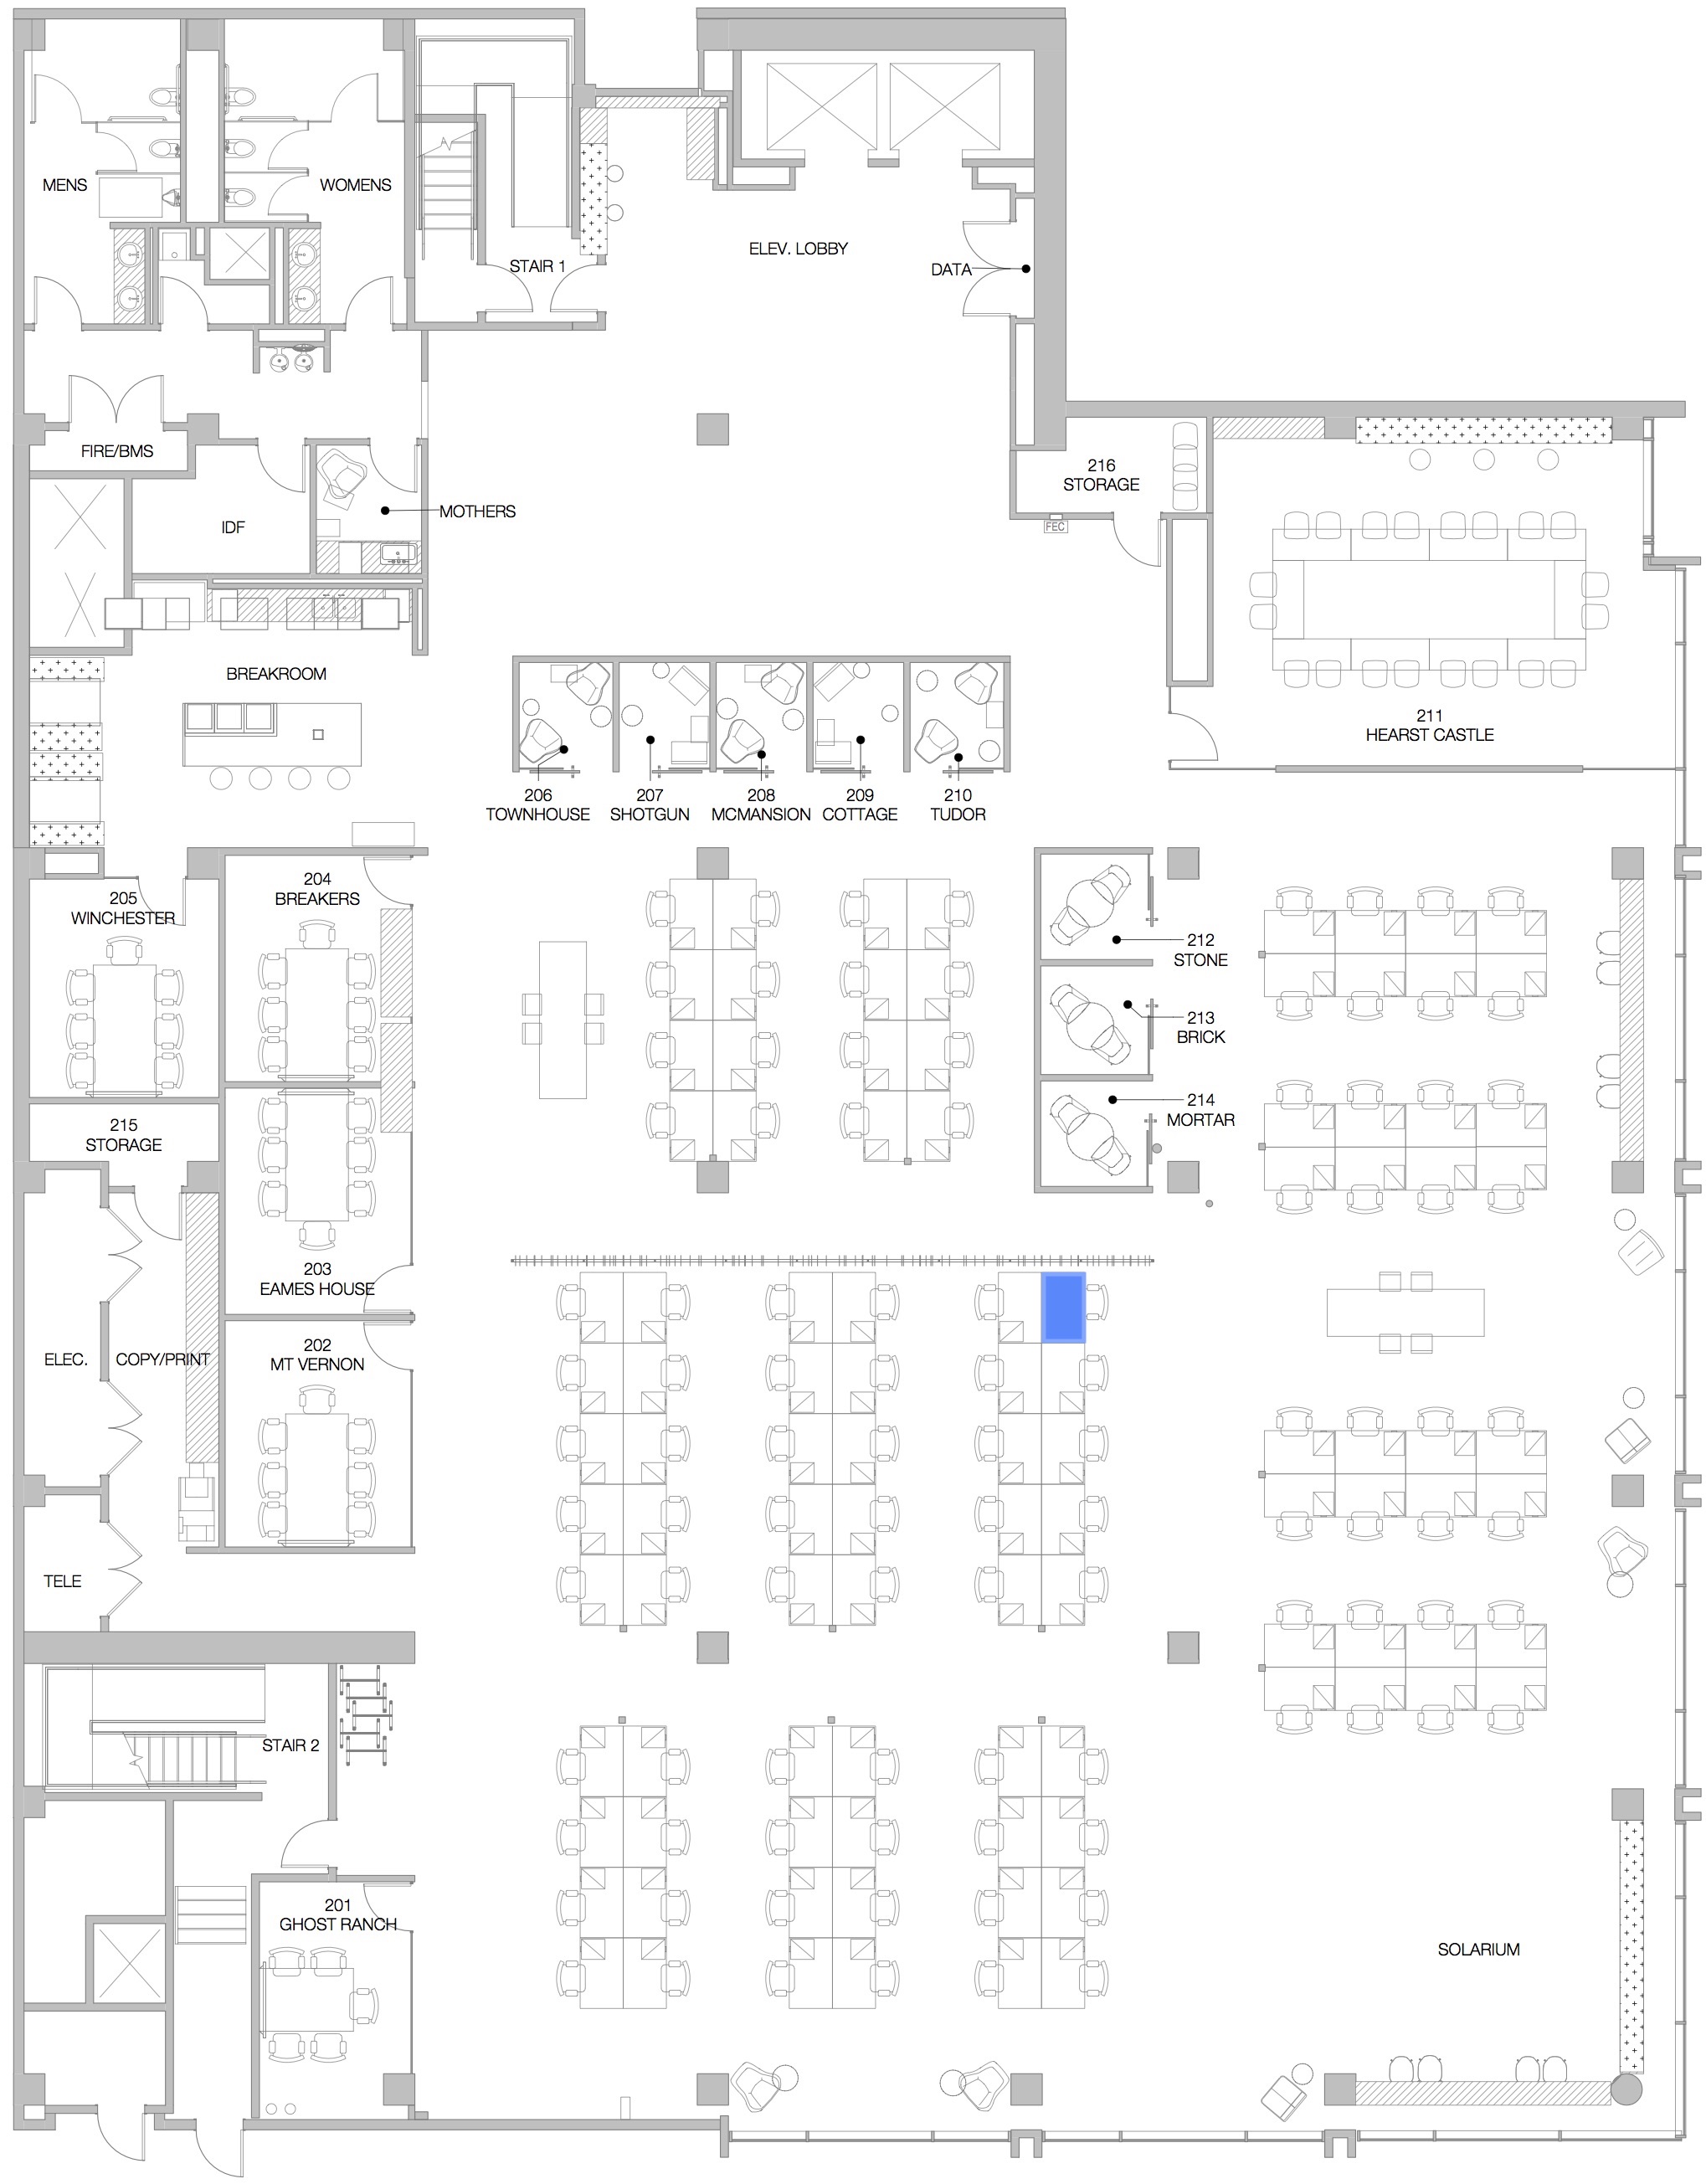 MENS
WOMENS
STAIR 1
ELEV. LOBBY
DATA
FIRE/BMS
IDF
MOTHERS
216
STORAGE
FEC
BREAKROOM
211
HEARST CASTLE
206
TOWNHOUSE
207
SHOTGUN
208
MCMANSION
209
COTTAGE
210
TUDOR
205
WINCHESTER
204
BREAKERS
212
STONE
213
BRICK
214
MORTAR
215
STORAGE
203
EAMES HOUSE
202
MT VERNON
ELEC.
COPY/PRINT
TELE
STAIR 2
201
GHOST RANCH
SOLARIUM